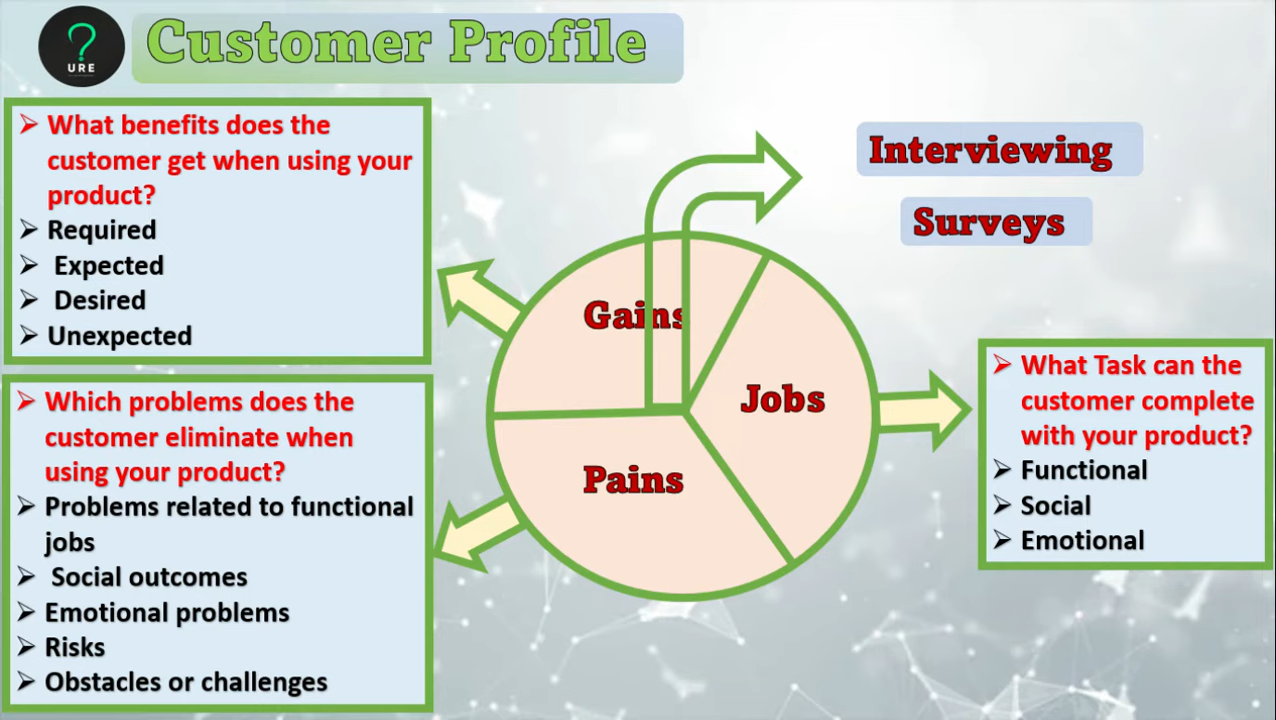 ?
URE
Customer Profile
What benefits does the
customer get when using your
product?
Required
Expected
Desired
Unexpected
Which problems does the
customer eliminate when
using your product?
Problems related to functional
jobs
Social outcomes
Emotional problems
Risks
Obstacles or challenges
Gains
Jobs
Pains
Interviewing
Surveys
What Task can the
customer complete
with your product?
Functional
Social
Emotional